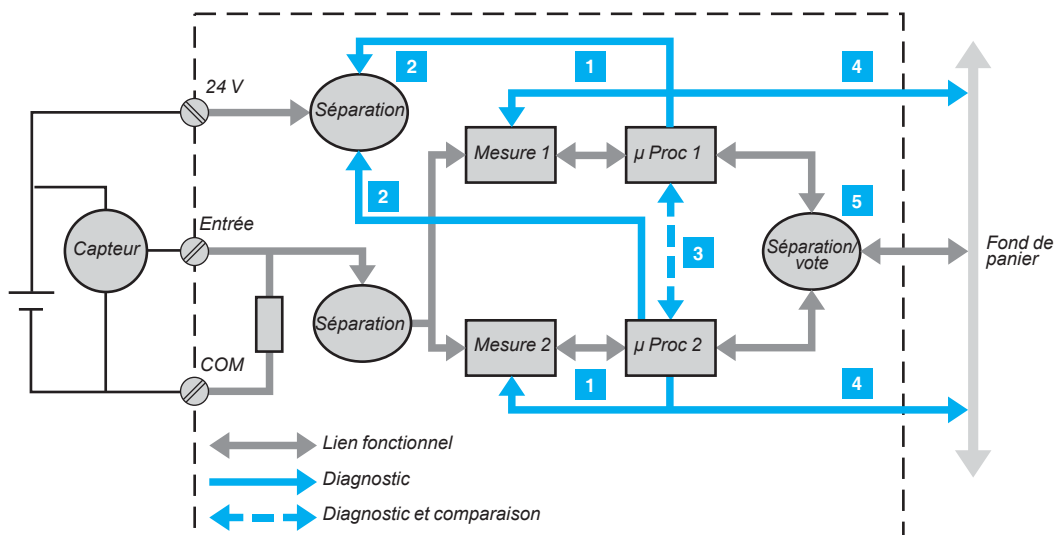 24 V
2
1
4
Séparation
Mesure 1
µ Proc 1
2
5
Entrée
Capteur
3
Séparation/
vote
Fond de
panier
Séparation
Mesure 2
µ Proc 2
COM
1
4
Lien fonctionnel
Diagnostic
Diagnostic et comparaison